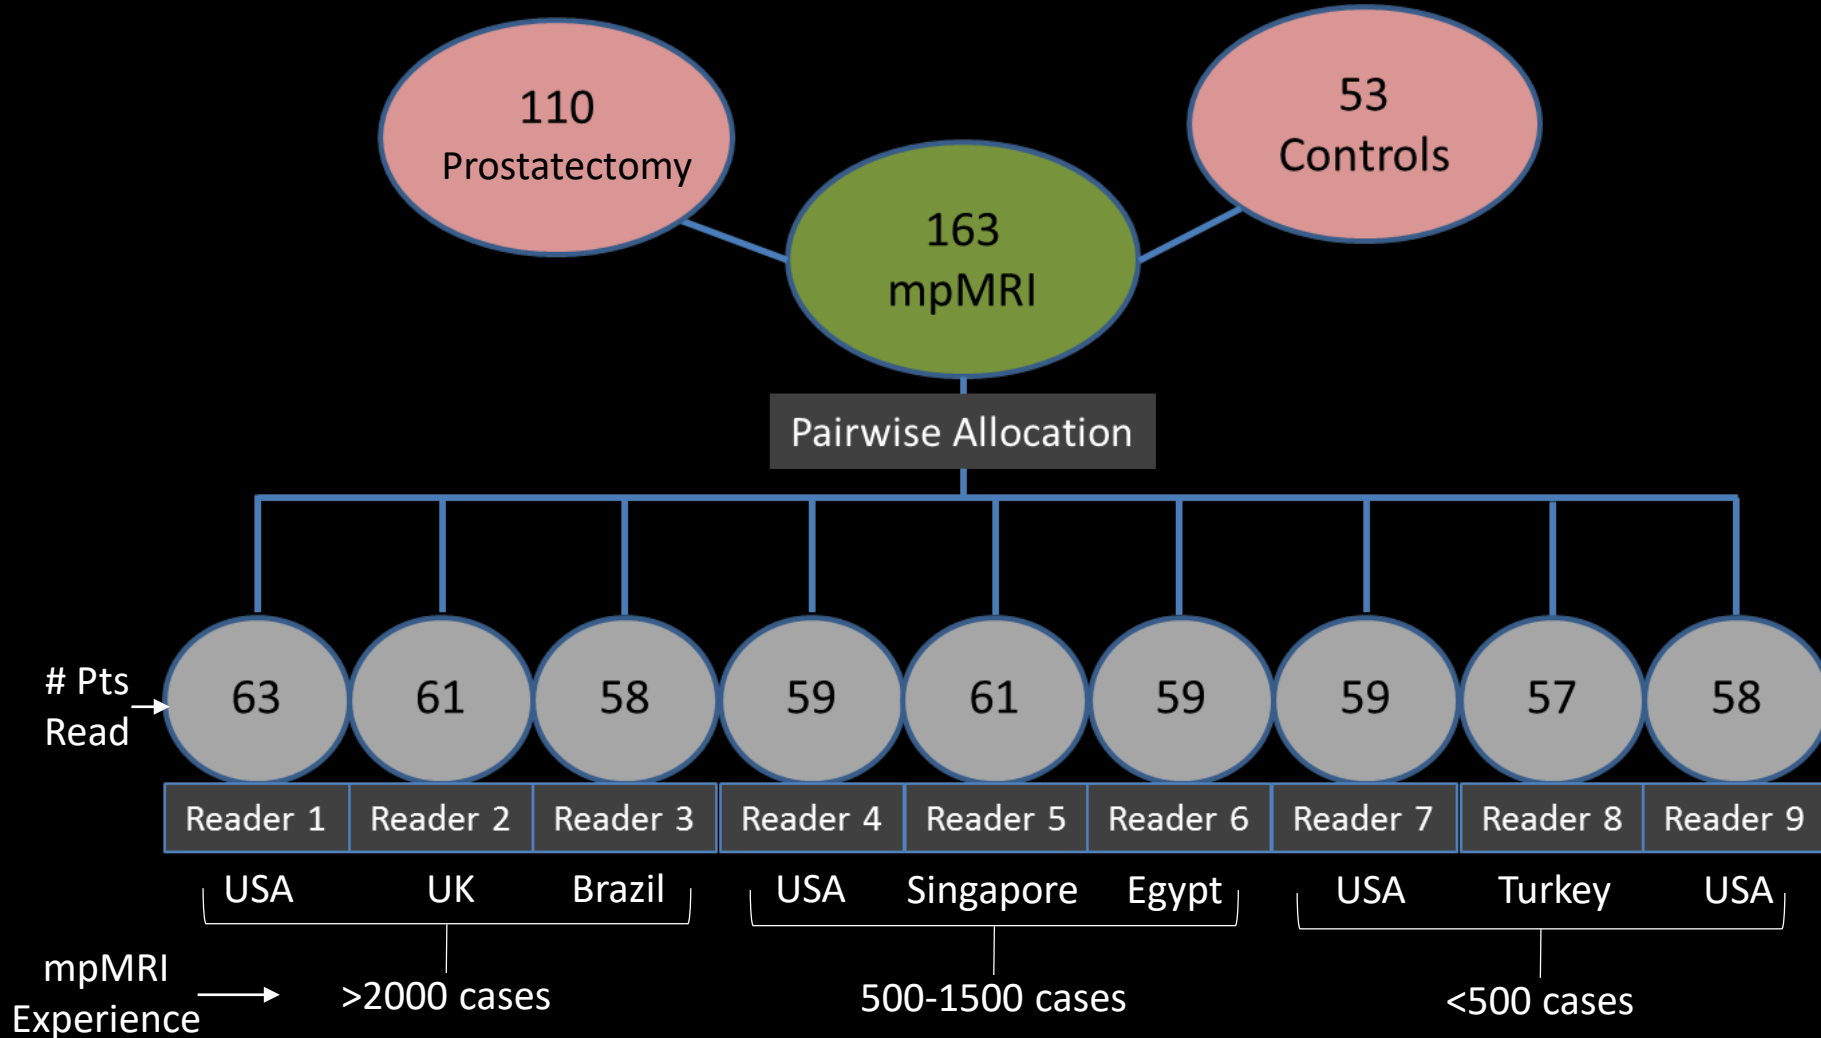 110
Prostatectomy
53
Controls
163
mpMRI
Pairwise Allocation
# Pts
Read
63 61 58 59 61 59 59 57 58
Reader 1 Reader 2 Reader 3 Reader 4 Reader 5 Reader 6 Reader 7 Reader 8 Reader 9
USA UK Brazil USA Singapore Egypt USA Turkey USA
mpMRI
Experience
>2000 cases 500-1500 cases <500 cases